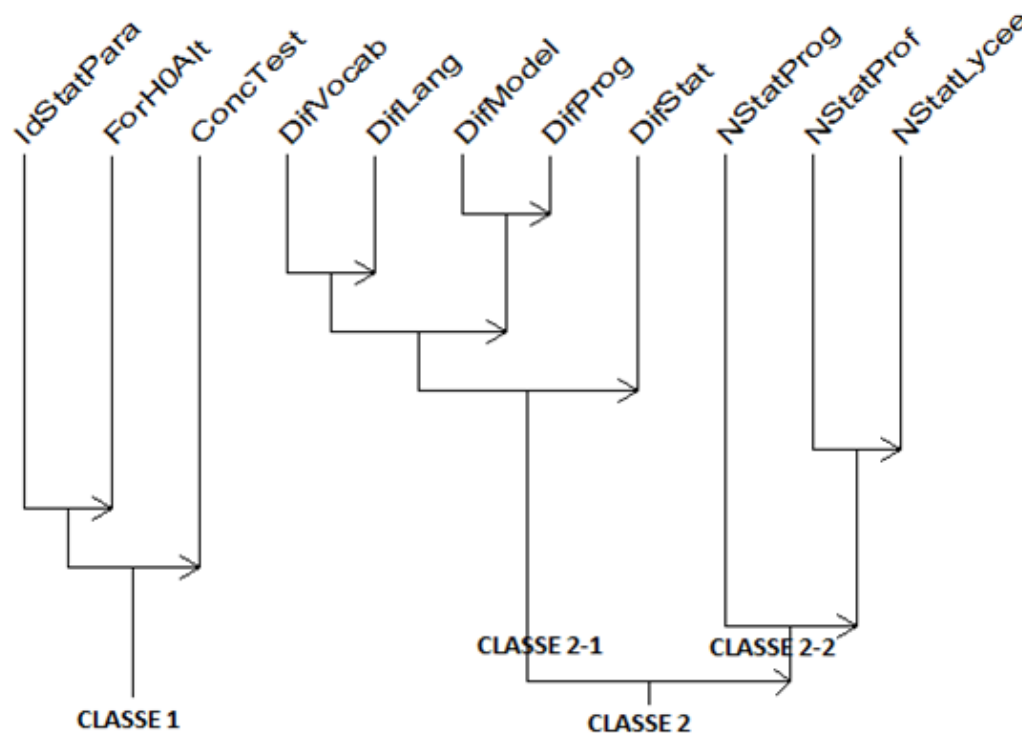 IdStatPara
ForH0Alt
ConcTest
DifVocab
DifLang
DifModel
DifProg
DifStat
NStatProg
NStatProf
NStatLycee
CLASSE 2-1
CLASSE 2-2
CLASSE 1
CLASSE 2